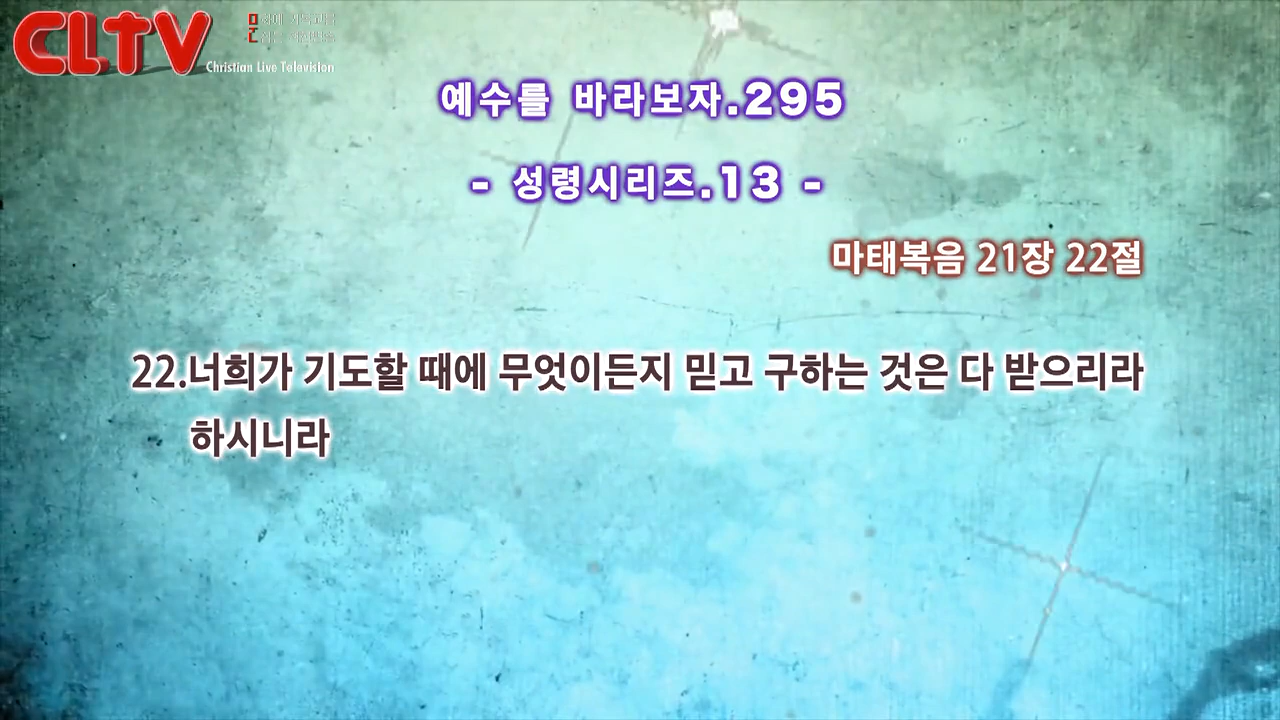 CLTV
Christian Live Television
예수를 바라보자.295
- 성령시리즈.13 -
마태복음 21장 22절
22.너희가 기도할 때에 무엇이든지 믿고 구하는 것은 다 받으리라
하시니라